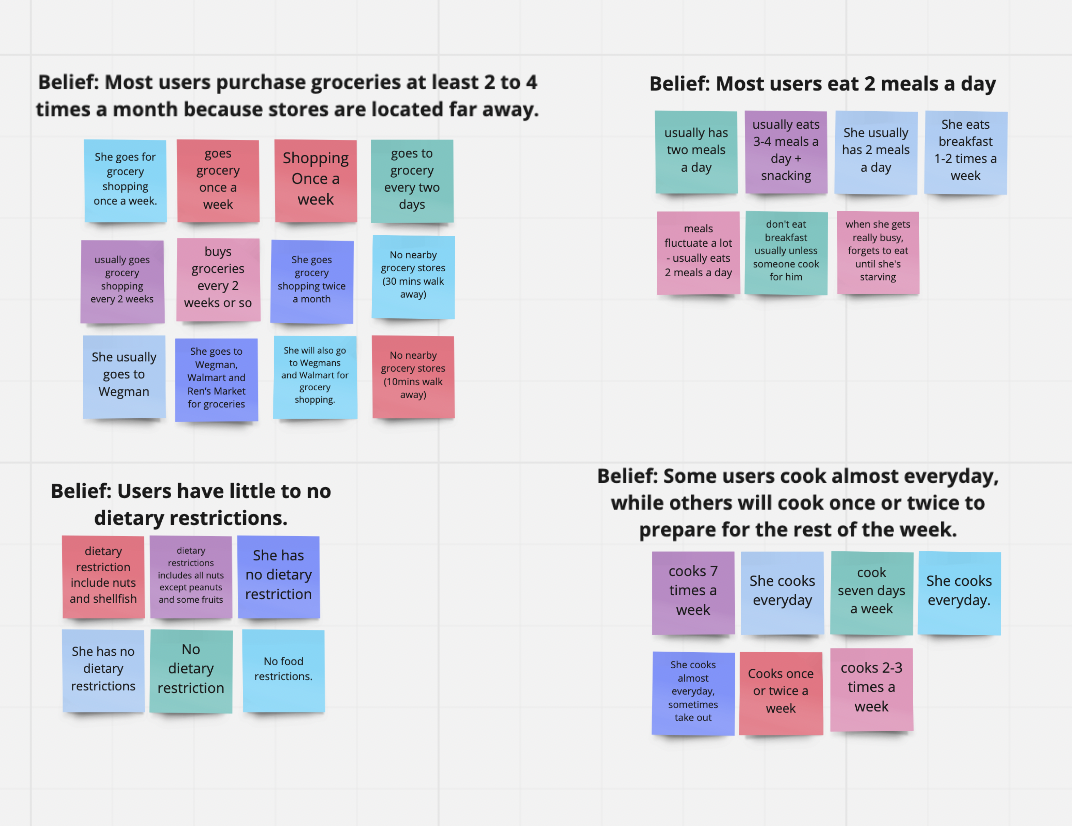 Belief: Most users purchase groceries at least 2 to 4
times a month because stores are located far away.
She goes for
grocery
shopping
once a week.
goes
grocery
once a
week
Shopping
Once a
week
goes to
grocery
every two
days
usually goes
grocery
shopping
every 2 weeks
buys
groceries
every 2
weeks or so
She goes
grocery
shopping twice
a month
No nearby
grocery stores
(30 mins walk
away)
She usually
goes to
Wegman
She goes to
Wegman,
Walmart and
Ren's Market
for groceries
She will also go
to Wegmans
and Walmart for
grocery
shopping.
No nearby
grocery stores
(10mins walk
away)
Belief: Most users eat 2 meals a day
usually has
two meals
a day
usually eats
3-4 meals a
day +
snacking
She usually
has 2 meals
a day
She eats
breakfast
1-2 times a
week
meals
fluctuate a lot
- usually eats
2 meals a day
don't eat
breakfast
usually unless
someone cook
for him
when she gets
really busy,
forgets to eat
until she's
starving
Belief: Users have little to no
dietary restrictions.
dietary
restriction
include nuts
and shellfish
dietary
restrictions
includes all nuts
except peanuts
and some fruits
She has
no dietary
restriction
She has no
dietary
restrictions
No
dietary
restriction
No food
restrictions.
Belief: Some users cook almost everyday,
while others will cook once or twice to
prepare for the rest of the week.
cooks 7
times a
week
She cooks
everyday
cook
seven days
a week
She cooks
everyday.
She cooks
almost
everyday,
sometimes
take out
Cooks once
or twice a
week
cooks 2-3
times a
week